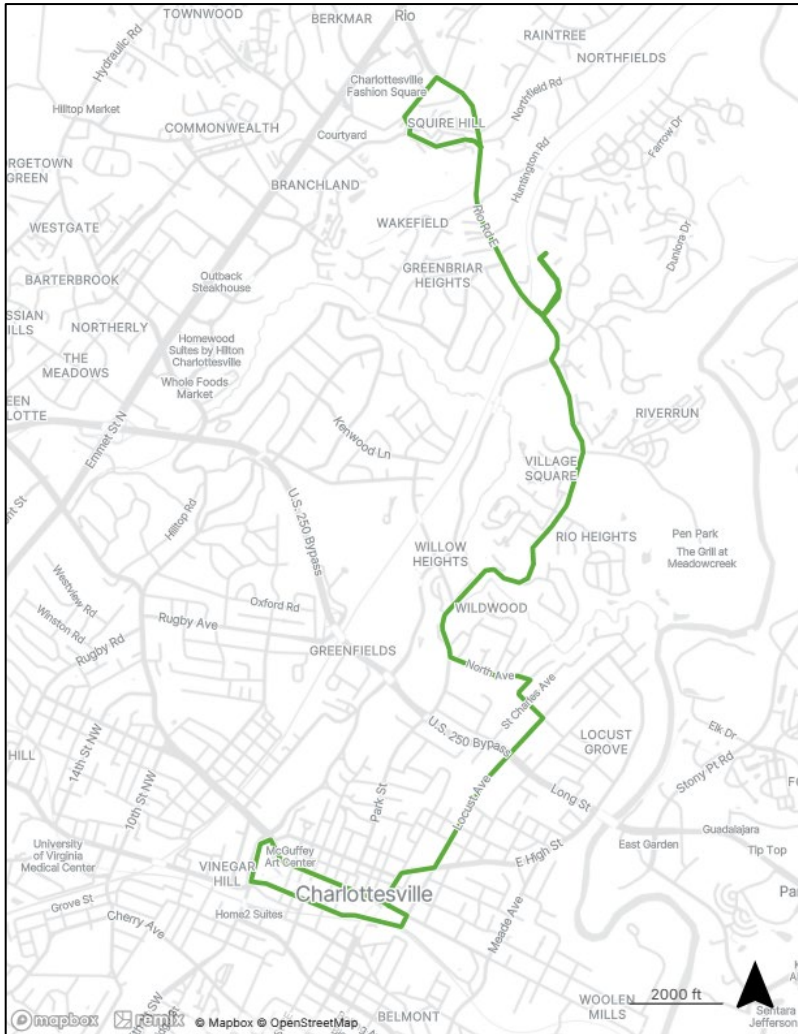 TOWNWOOD
BERKMAR
Rio
RAINTREE
NORTHFIELDS
Hydraulic Rd
Charlottesville
Fashion Square
Northfield Rd
Hilltop Market
COMMONWEALTH
SQUIRE HILL
Courtyard
Farrow Dr
Huntington Rd
ORGETOWN
GREEN
BRANCHLAND
WAKEFIELD
Rio Rd E
WESTGATE
Dunlora Dr
GREENBRIAR
HEIGHTS
BARTERBROOK
Outback
Steakhouse
SSIAN
ILLS
NORTHERLY
Homewood
Suites by Hilton
Charlottesville
THE
MEADOWS
Whole Foods
Market
EEN
LOTTE
RIVERRUN
Emmet St N
Kenwood Ln
VILLAGE
SQUARE
nt St
Hilltop Rd
U.S. 250 Bypass
RIO HEIGHTS
Pen Park
The Grill at
Meadowcreek
WILLOW
HEIGHTS
Westview Rd
Oxford Rd
WILDWOOD
Winston Rd
Rugby Ave
Rugby Rd
GREENFIELDS
North Ave
St Charles Ave
U.S. 250 Bypass
LOCUST
GROVE
Elk Dr
HILL
14th St NW
Stony Pt Rd
FO
10th St NW
Park St
Locust Ave
Long St
University
of Virginia
Medical Center
McGuffey
Art Center
E High St
East Garden
Guadalajara
Tip Top
VINEGAR
HILL
Charlottesville
Pa
Grove St
Cherry Ave
Home2 Suites
Meade Ave
2000 ft
BELMONT
WOOLEN
MILLS
Sentara
Jefferson
mapbox
remix
© Mapbox © OpenStreetMap